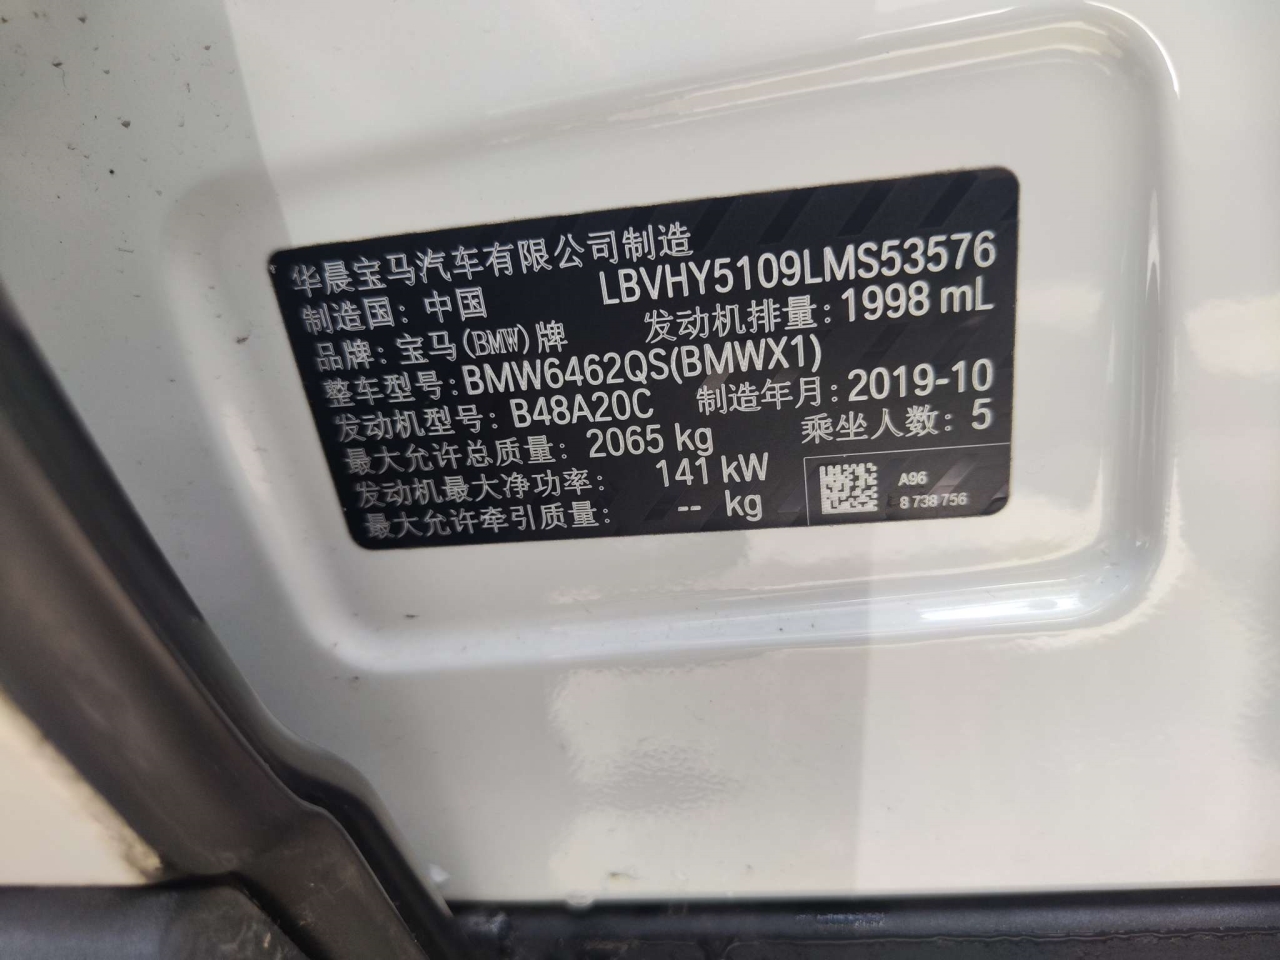 华晨宝马汽车有限公司制造
制造国：中国 LBVHY5109LMS53576
品牌：宝马(BMW)牌 发动机排量：1998 mL
整车型号：BMW6462QS(BMWX1)
发动机型号：B48A20C 制造年月：2019-10
最大允许总质量：2065 kg 乘坐人数：5
发动机最大净功率：141 kW
最大允许牵引质量：-- kg
A96
8 738 756